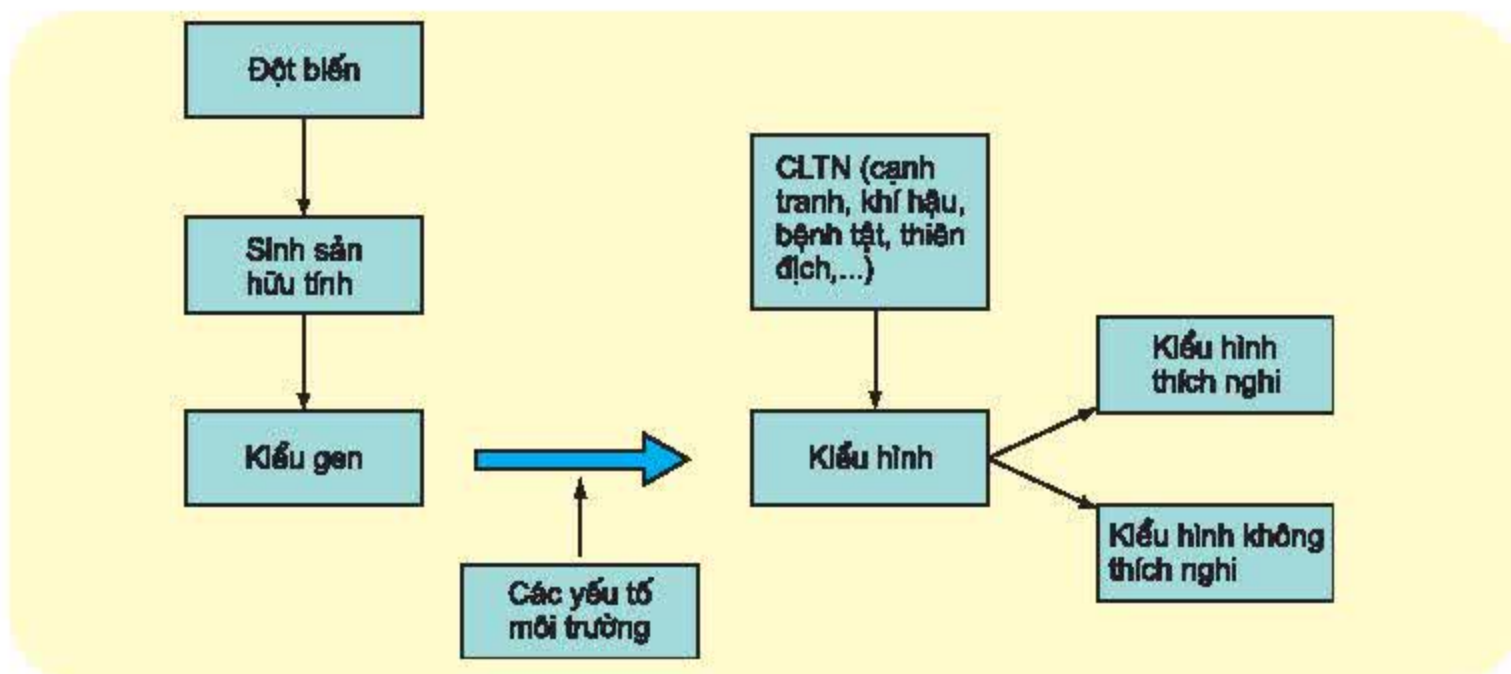 Đột biến
Sinh sản
hữu tính
Kiểu gen
Các yếu tố
môi trường
CLTN (cạnh
tranh, khí hậu,
bệnh tật, thiên
địch,...)
Kiểu hình
Kiểu hình
thích nghi
Kiểu hình không
thích nghi